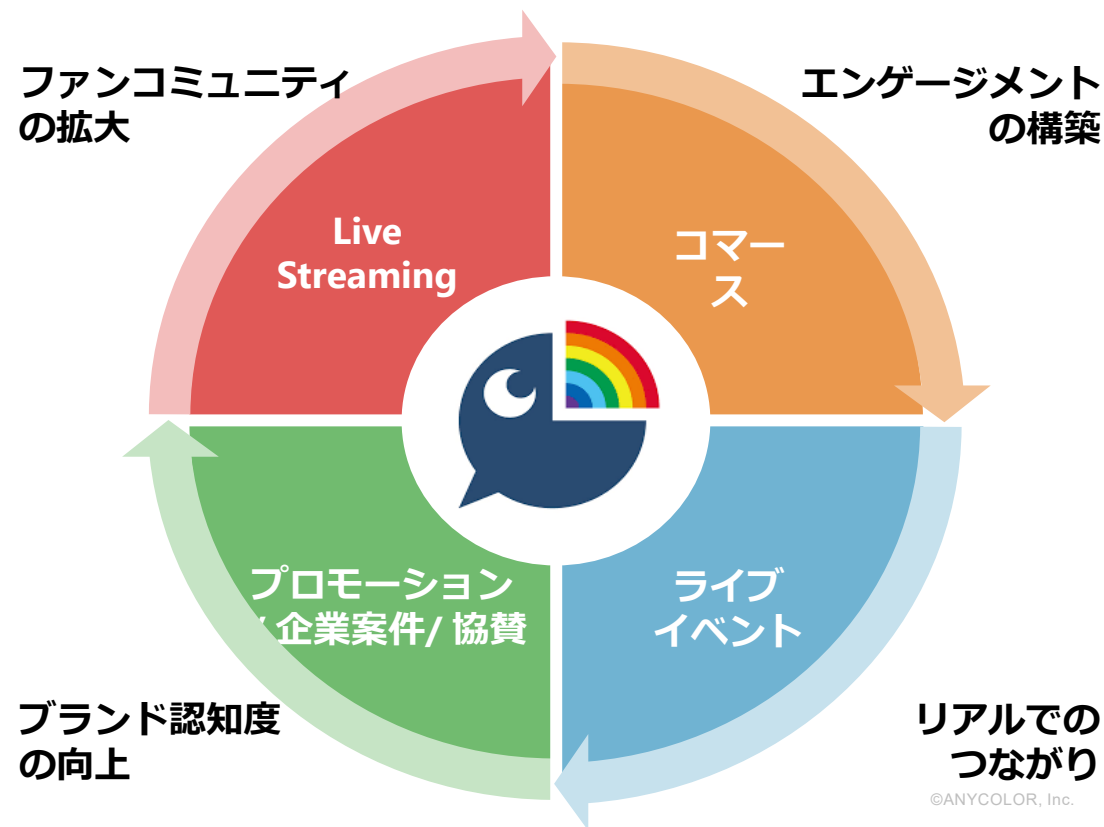 ファンコミュニティ
の拡大
エンゲージメント
の構築
Live
Streaming
コマー
ス
プロモーション
/ 企業案件/ 協賛
ライブ
イベント
ブランド認知度
の向上
リアルでの
つながり
©ANYCOLOR, Inc.